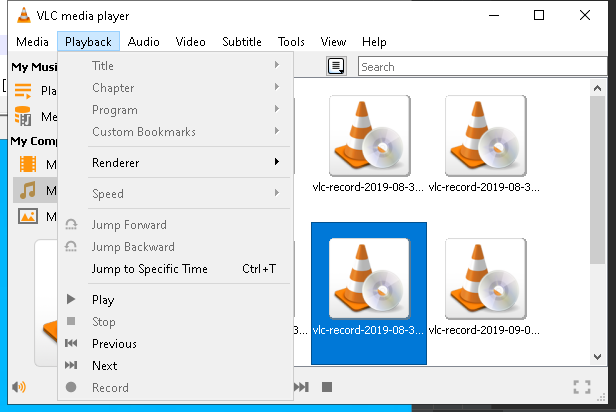 VLC media player
Media Playback Audio Video Subtitle Tools View Help
My Musi
Title
Search
Pla
Chapter
Me
Program
Custom Bookmarks
My Comp
M
Renderer
M
Speed
vlc-record-2019-08-3... vlc-record-2019-08-3...
M
Jump Forward
Jump Backward
Jump to Specific Time Ctrl+T
Play
Stop
3... vlc-record-2019-08-3... vlc-record-2019-09-0...
Previous
Next
Record